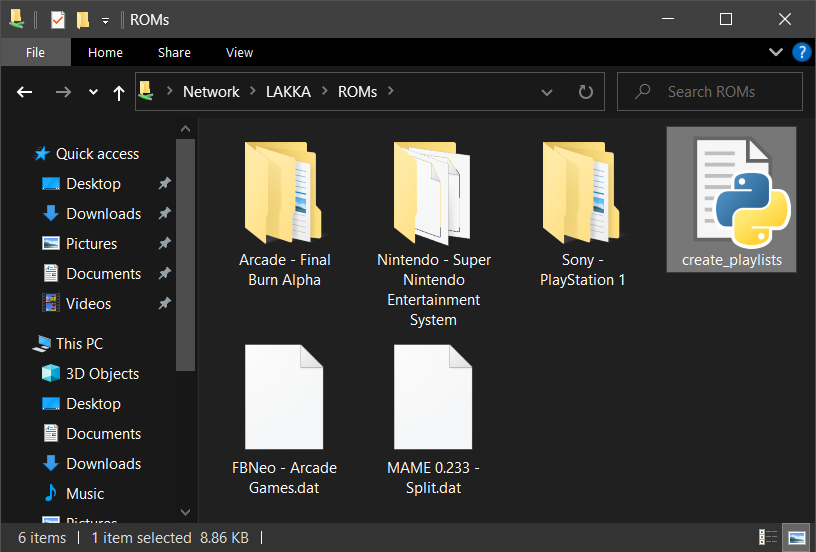 ROMs
File Home Share View
Network LAKKA ROMs Search ROMs
Quick access
Desktop
Downloads
Pictures
Documents
Videos
This PC
3D Objects
Desktop
Documents
Downloads
Music
Pictures
Arcade - Final
Burn Alpha
Nintendo - Super
Nintendo
Entertainment
System
Sony -
PlayStation 1
create_playlists
FBNeo - Arcade
Games.dat
MAME 0.233 -
Split.dat
6 items 1 item selected 8.86 KB